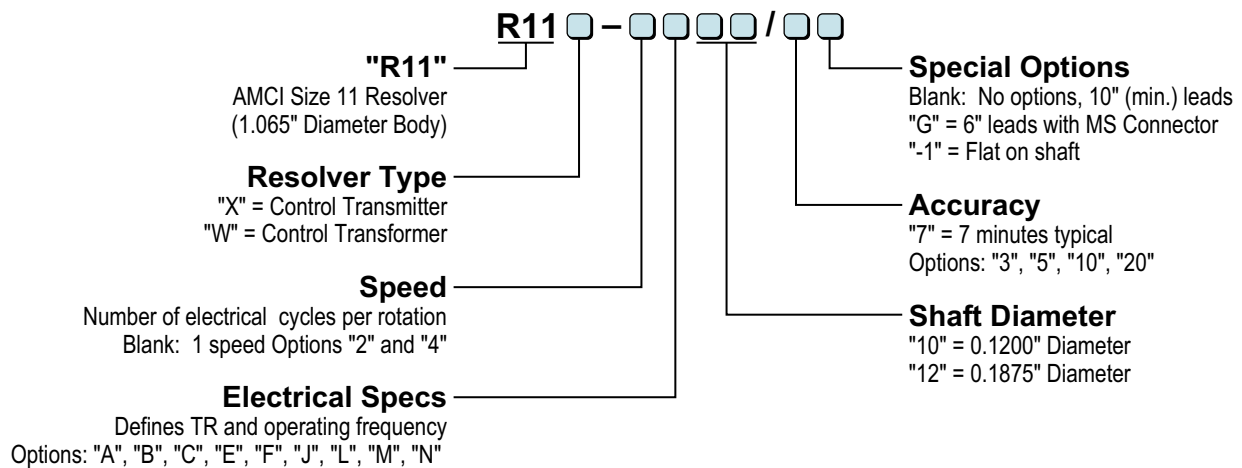 R11 – /
"R11"
AMCI Size 11 Resolver
(1.065" Diameter Body)
Resolver Type
"X" = Control Transmitter
"W" = Control Transformer
Speed
Number of electrical cycles per rotation
Blank: 1 speed Options "2" and "4"
Electrical Specs
Defines TR and operating frequency
Options: "A", "B", "C", "E", "F", "J", "L", "M", "N"
Special Options
Blank: No options, 10" (min.) leads
"G" = 6" leads with MS Connector
"-1" = Flat on shaft
Accuracy
"7" = 7 minutes typical
Options: "3", "5", "10", "20"
Shaft Diameter
"10" = 0.1200" Diameter
"12" = 0.1875" Diameter